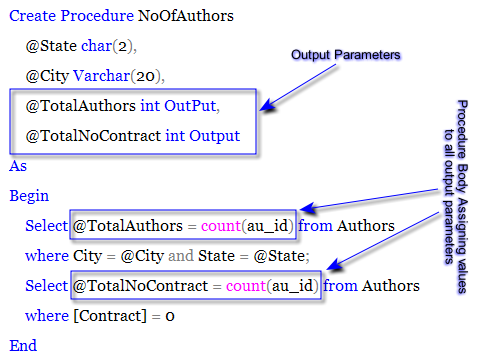 Create Procedure NoOfAuthors
@State char(2),
@City Varchar(20),
@TotalAuthors int OutPut,
@TotalNoContract int Output
As
Begin
Select @TotalAuthors = count(au_id) from Authors
where City = @City and State = @State;
Select @TotalNoContract = count(au_id) from Authors
where [Contract] = 0
End
Output Parameters
Procedure Body Assigning values
to all output parameters